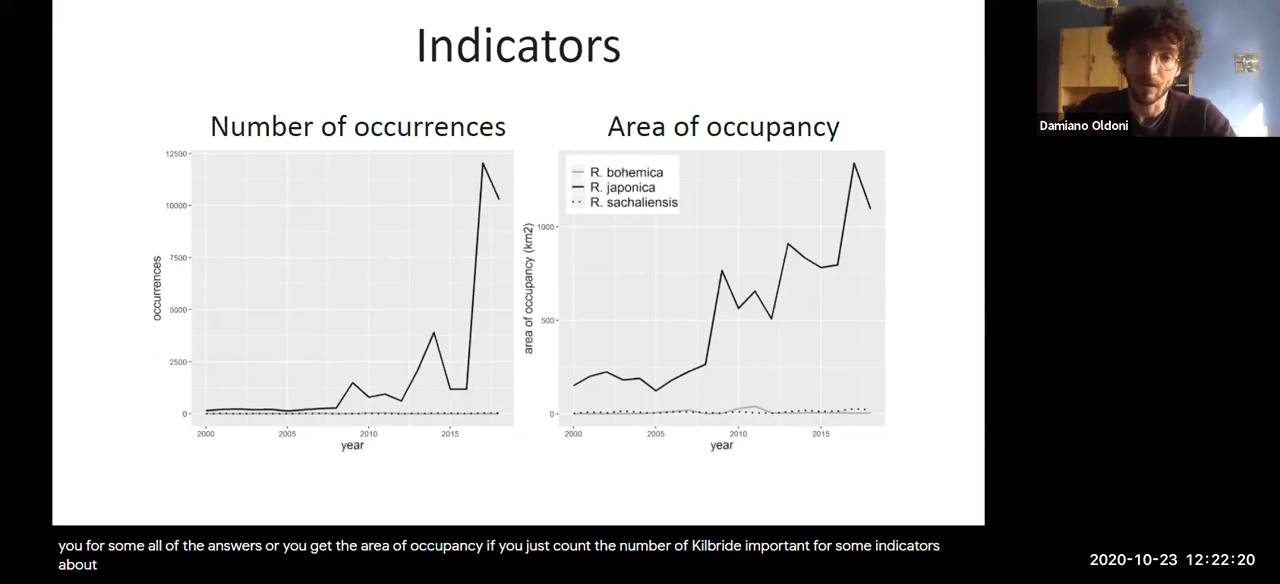 Indicators
Number of occurrences
Area of occupancy
12500
10000
7500
5000
2500
0
occurrences
2000
2005
2010
2015
year
R. bohemica
R. japonica
R. sachaliensis
1000
500
0
area of occupancy (km2)
2000
2005
2010
2015
year
Damiano Oldoni
you for some all of the answers or you get the area of occupancy if you just count the number of Kilbride important for some indicators
about
2020-10-23 12:22:20